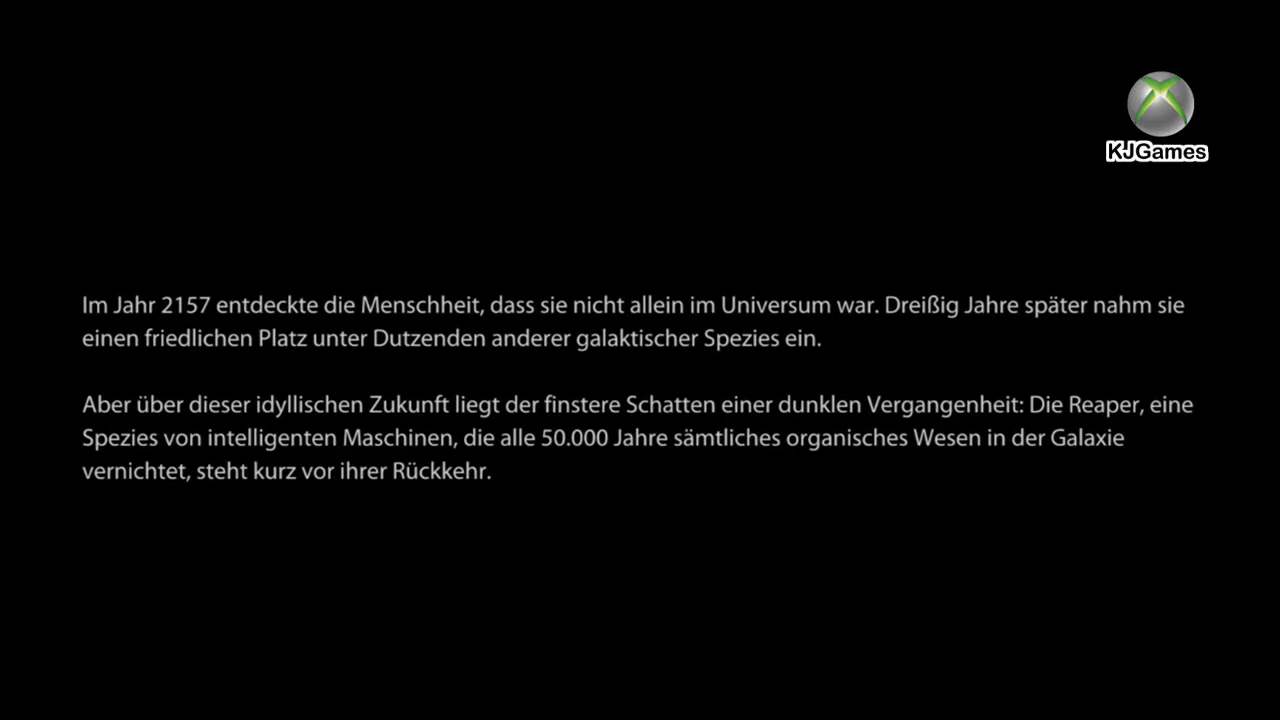 KJGames
Im Jahr 2157 entdeckte die Menschheit, dass sie nicht allein im Universum war. Dreißig Jahre später nahm sie
einen friedlichen Platz unter Dutzenden anderer galaktischer Spezies ein.
Aber über dieser idyllischen Zukunft liegt der finstere Schatten einer dunklen Vergangenheit: Die Reaper, eine
Spezies von intelligenten Maschinen, die alle 50.000 Jahre sämtliches organisches Wesen in der Galaxie
vernichtet, steht kurz vor ihrer Rückkehr.